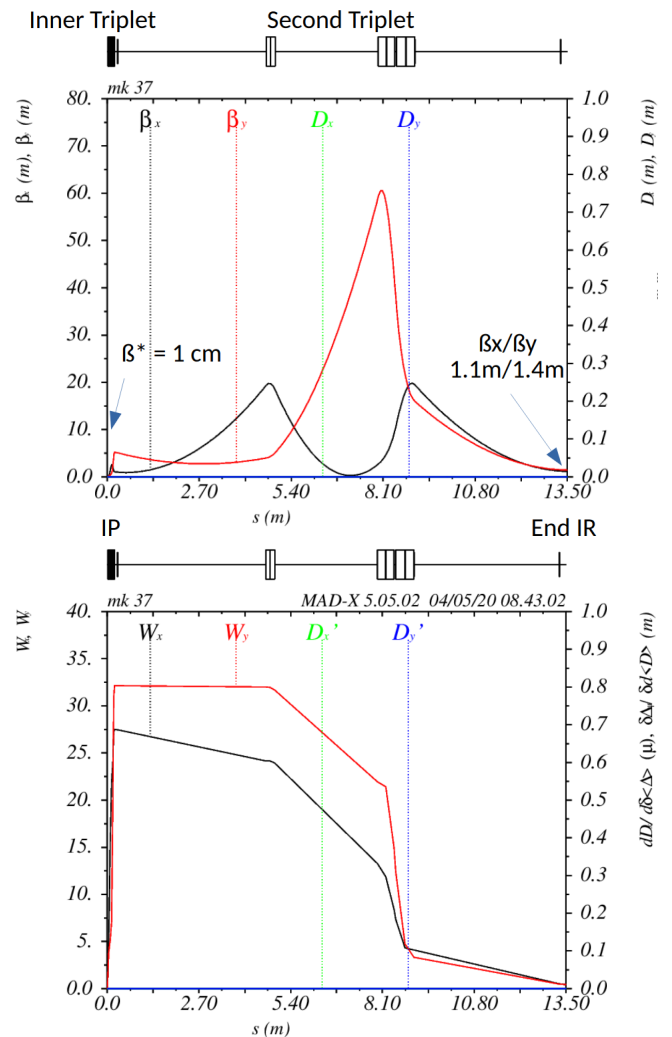 Inner Triplet Second Triplet
mk 37
80.
70.
60.
50.
40.
30.
20.
10.
0.0
βx (m), βy (m)
βx βy Dx Dy
1.0
0.9
0.8
0.7
0.6
0.5
0.4
0.3
0.2
0.1
0.0
D (m), D (m)
ß* = 1 cm
ßx/ßy
1.1m/1.4m
0.0 2.70 5.40 8.10 10.80 13.50
s (m)
IP End IR
mk 37 MAD-X 5.05.02 04/05/20 08.43.02
40.
35.
30.
25.
20.
15.
10.
5.0
0.0
Wx, Wy
Wx Wy Dx’ Dy’
1.0
0.9
0.8
0.7
0.6
0.5
0.4
0.3
0.2
0.1
0.0
0.0 2.70 5.40 8.10 10.80 13.50
s (m)